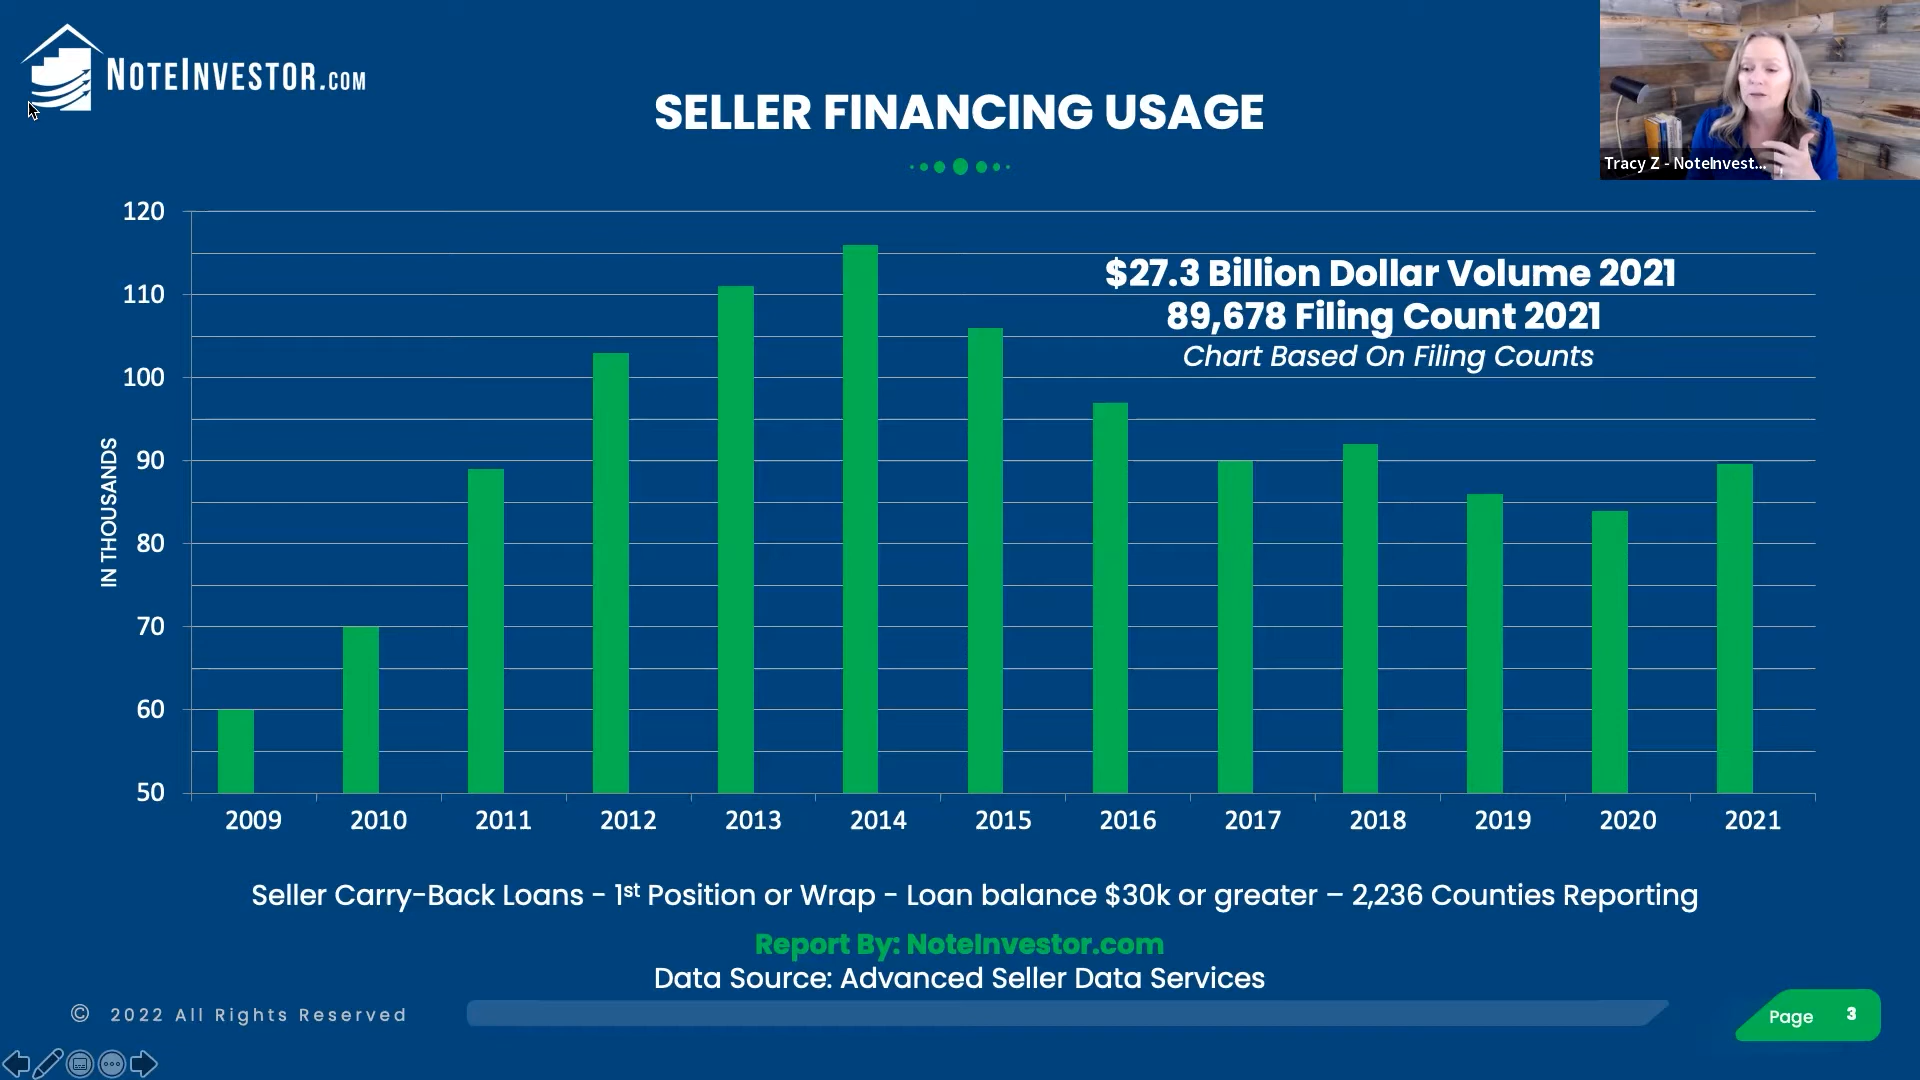 NOTEINVESTOR.COM
Tracy Z - NoteInvest...
SELLER FINANCING USAGE
$27.3 Billion Dollar Volume 2021
89,678 Filing Count 2021
Chart Based On Filing Counts
IN THOUSANDS
120
110
100
90
80
70
60
50
2009 2010 2011 2012 2013 2014 2015 2016 2017 2018 2019 2020 2021
Seller Carry-Back Loans - 1st Position or Wrap - Loan balance $30k or greater – 2,236 Counties Reporting
Report By: NoteInvestor.com
Data Source: Advanced Seller Data Services
© 2022 All Rights Reserved
Page 3